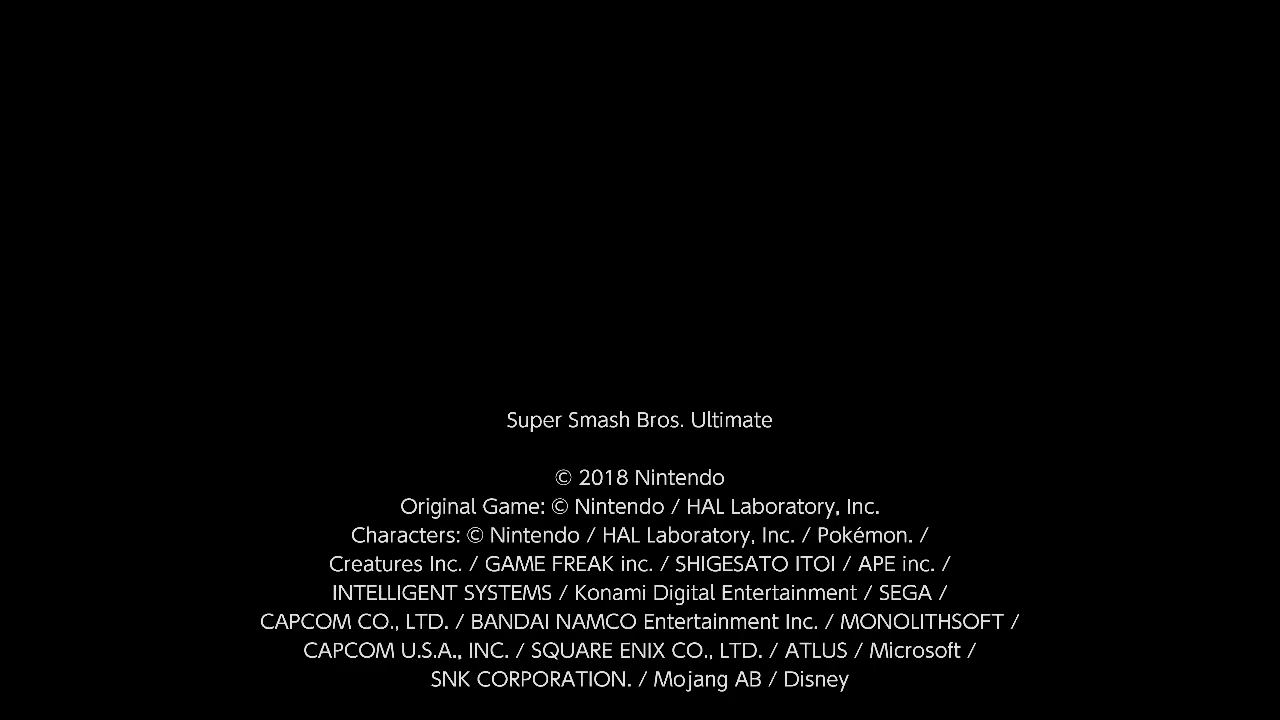 Super Smash Bros. Ultimate
© 2018 Nintendo
Original Game: © Nintendo / HAL Laboratory, Inc.
Characters: © Nintendo / HAL Laboratory, Inc. / Pokémon. /
Creatures Inc. / GAME FREAK inc. / SHIGESATO ITOI / APE inc. /
INTELLIGENT SYSTEMS / Konami Digital Entertainment / SEGA /
CAPCOM CO., LTD. / BANDAI NAMCO Entertainment Inc. / MONOLITHSOFT /
CAPCOM U.S.A., INC. / SQUARE ENIX CO., LTD. / ATLUS / Microsoft /
SNK CORPORATION. / Mojang AB / Disney